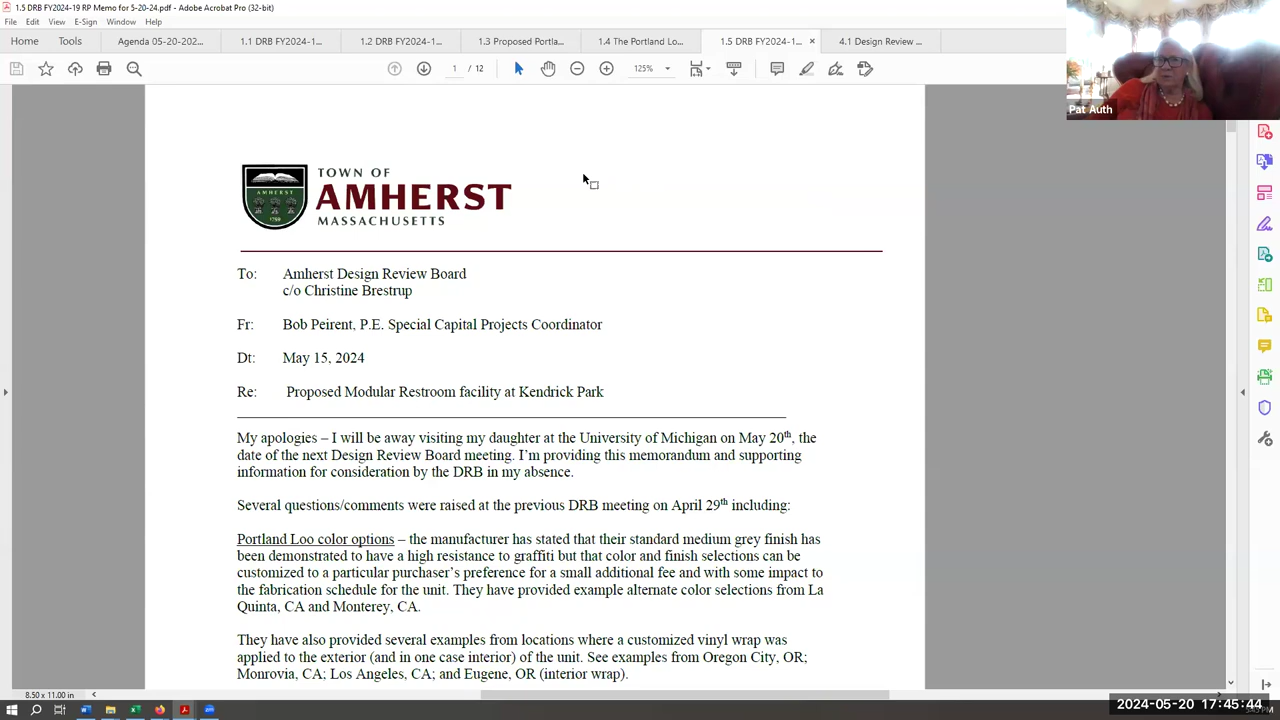 1.5 DRB FY2024-19 RP Memo for 5-20-24.pdf - Adobe Acrobat Pro (32-bit)
File Edit View E-Sign Window Help
Home Tools Agenda 05-20-202... 1.1 DRB FY2024-1... 1.2 DRB FY2024-1... 1.3 Proposed Portla... 1.4 The Portland Lo... 1.5 DRB FY2024-1... × 4.1 Design Review ...
1 / 12 125%
Pat Auth
TOWN OF
AMHERST
MASSACHUSETTS
AMHERST
1759
To: Amherst Design Review Board
c/o Christine Brestrup
Fr: Bob Peirent, P.E. Special Capital Projects Coordinator
Dt: May 15, 2024
Re: Proposed Modular Restroom facility at Kendrick Park
My apologies – I will be away visiting my daughter at the University of Michigan on May 20th, the
date of the next Design Review Board meeting. I'm providing this memorandum and supporting
information for consideration by the DRB in my absence.
Several questions/comments were raised at the previous DRB meeting on April 29th including:
Portland Loo color options – the manufacturer has stated that their standard medium grey finish has
been demonstrated to have a high resistance to graffiti but that color and finish selections can be
customized to a particular purchaser's preference for a small additional fee and with some impact to
the fabrication schedule for the unit. They have provided example alternate color selections from La
Quinta, CA and Monterey, CA.
They have also provided several examples from locations where a customized vinyl wrap was
applied to the exterior (and in one case interior) of the unit. See examples from Oregon City, OR;
Monrovia, CA; Los Angeles, CA; and Eugene, OR (interior wrap).
8.50 x 11.00 in
2024-05-20 17:45:44